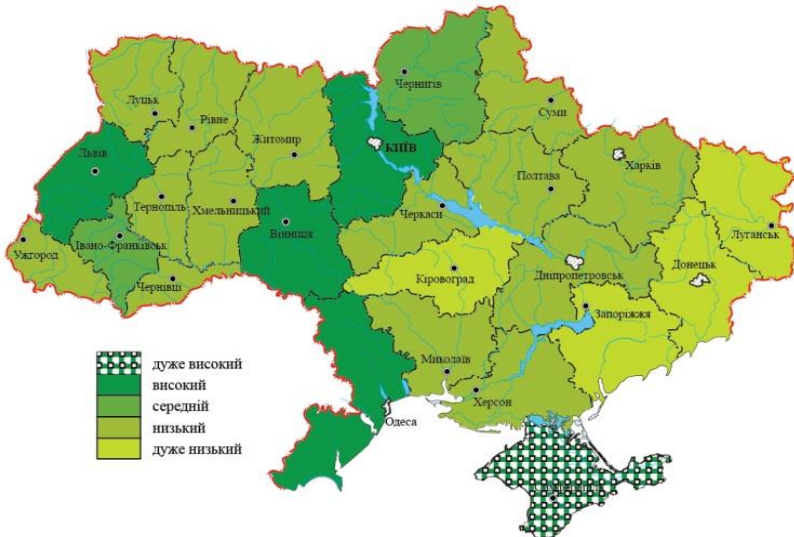 Чернигів
Луцьк
Суми
Рівне
Житомир
КИЇВ
Львів
Харків
Полтава
Тернопіль
Хмельницький
Черкаси
Вінниця
Івано-Франківськ
Луганськ
Ужгород
Донецьк
Чернівці
Кіровоград
Дніпропетровськ
Запоріжжя
Миколаїв
Херсон
Одеса
дуже високий
високий
середній
низький
дуже низький